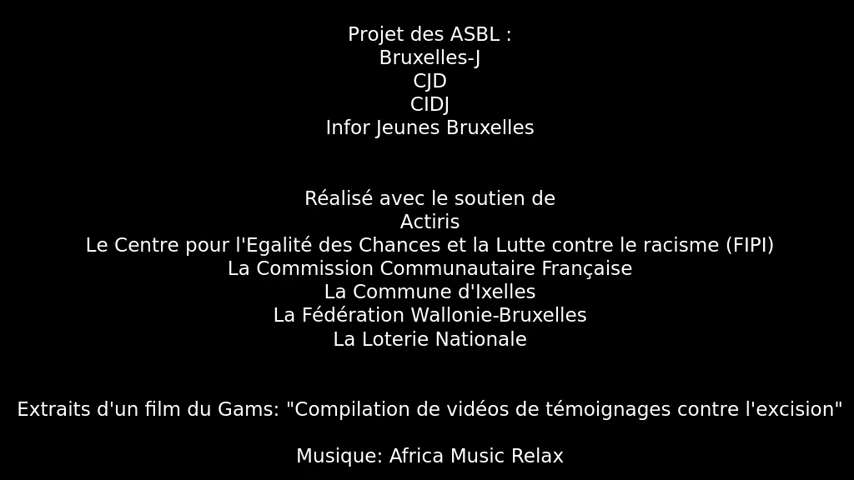 Projet des ASBL :
Bruxelles-J
CJD
CIDJ
Infor Jeunes Bruxelles
Réalisé avec le soutien de
Actiris
Le Centre pour l'Egalité des Chances et la Lutte contre le racisme (FIPI)
La Commission Communautaire Française
La Commune d'Ixelles
La Fédération Wallonie-Bruxelles
La Loterie Nationale
Extraits d'un film du Gams: "Compilation de vidéos de témoignages contre l'excision"
Musique: Africa Music Relax